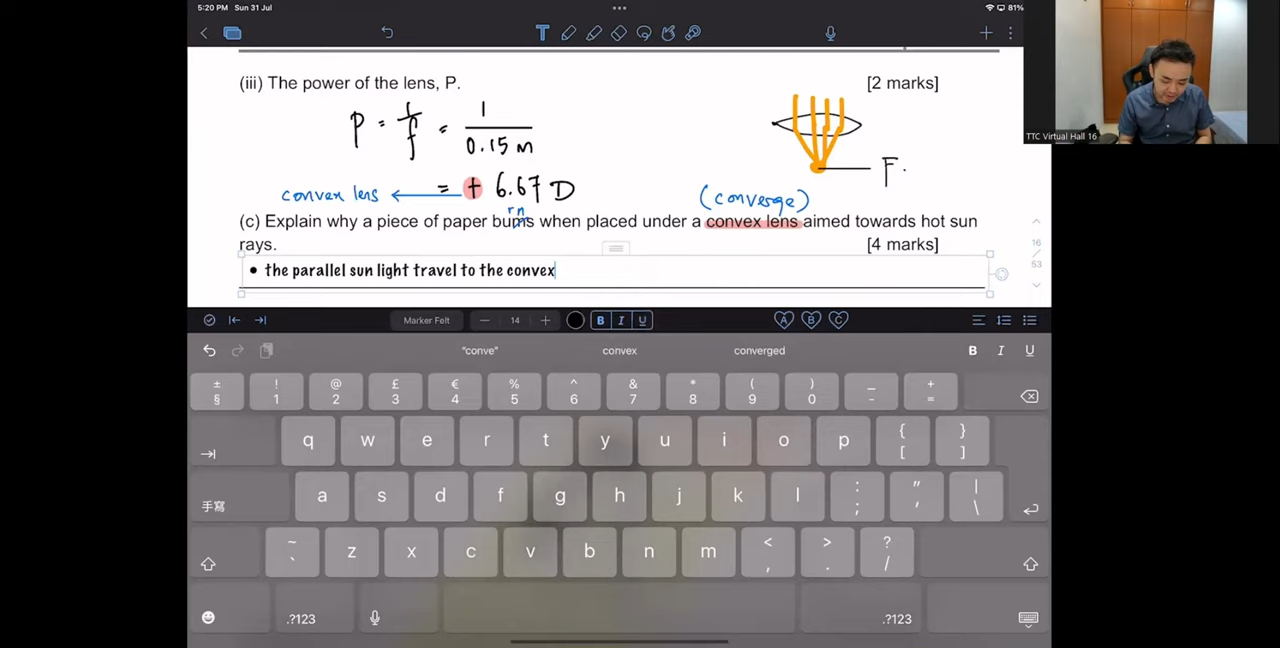 5:20 PM Sun 31 Jul
81%
(iii) The power of the lens, P. [2 marks]
P = 1/f = 1/0.15 m
= + 6.67 D
convex lens
F.
(converge)
rn
(c) Explain why a piece of paper burns when placed under a convex lens aimed towards hot sun
rays. [4 marks]
• the parallel sun light travel to the convex
16
/
53
TTC Virtual Hall 16
Marker Felt — 14 + B I U A B C
"conve" convex converged B I U
± § ! 1 @ 2 £ 3 € 4 % 5 ^ 6 & 7 * 8 ( 9 ) 0 _ - + =
q w e r t y u i o p { [ } ]
手寫 a s d f g h j k l : ; " ' | \
~ ` z x c v b n m < , > . ? /
.?123 .?123